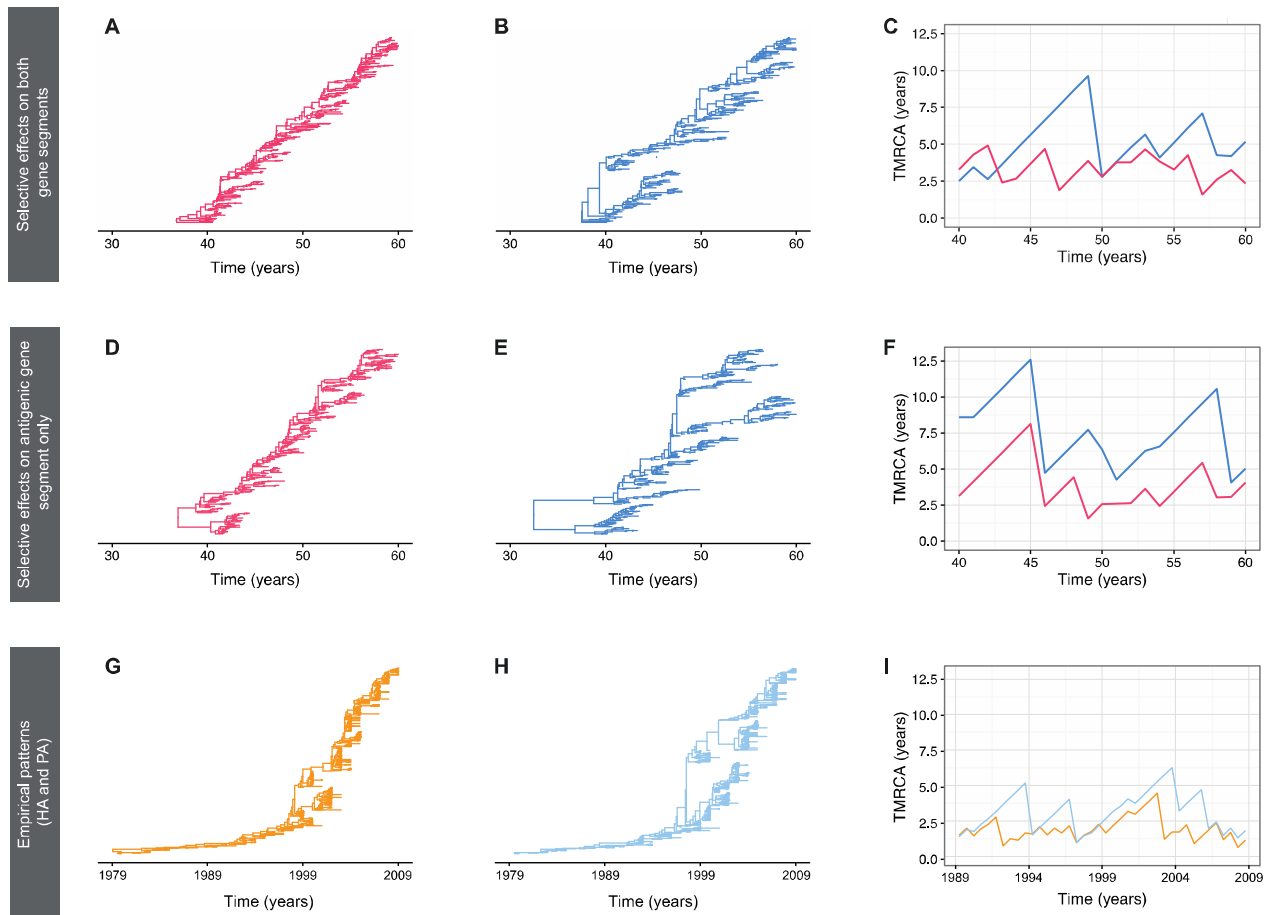 Selective effects on both
gene segments
A
30 40 50 60
Time (years)
B
30 40 50 60
Time (years)
C
TMRCA (years)
12.5
10.0
7.5
5.0
2.5
0.0
40 45 50 55 60
Time (years)
Selective effects on antigenic gene
segment only
D
30 40 50 60
Time (years)
E
30 40 50 60
Time (years)
F
TMRCA (years)
12.5
10.0
7.5
5.0
2.5
0.0
40 45 50 55 60
Time (years)
Empirical patterns
(HA and PA)
G
1979 1989 1999 2009
Time (years)
H
1979 1989 1999 2009
Time (years)
I
TMRCA (years)
12.5
10.0
7.5
5.0
2.5
0.0
1989 1994 1999 2004 2009
Time (years)